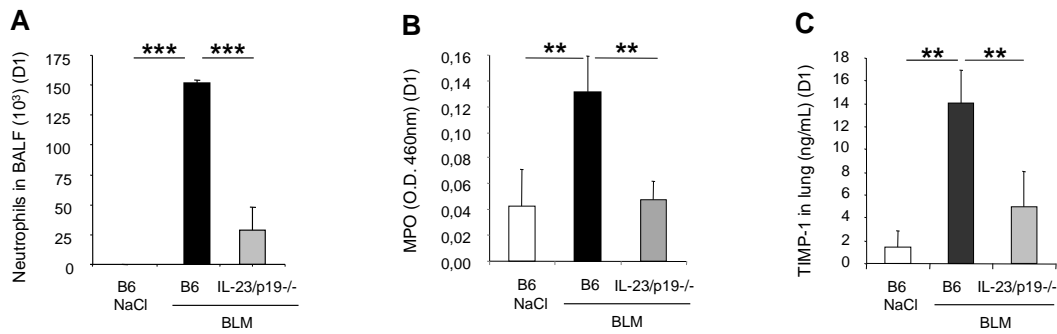 A
Neutrophils in BALF (10³) (D1)
*** ***
175
150
125
100
75
50
25
0
B6
NaCl
B6 IL-23/p19-/-
BLM
B
MPO (O.D. 460nm) (D1)
** **
0,16
0,14
0,12
0,10
0,08
0,06
0,04
0,02
0,00
B6
NaCl
B6 IL-23/p19-/-
BLM
C
TIMP-1 in lung (ng/mL) (D1)
** **
18
16
14
12
10
8
6
4
2
0
B6
NaCl
B6 IL-23/p19-/-
BLM